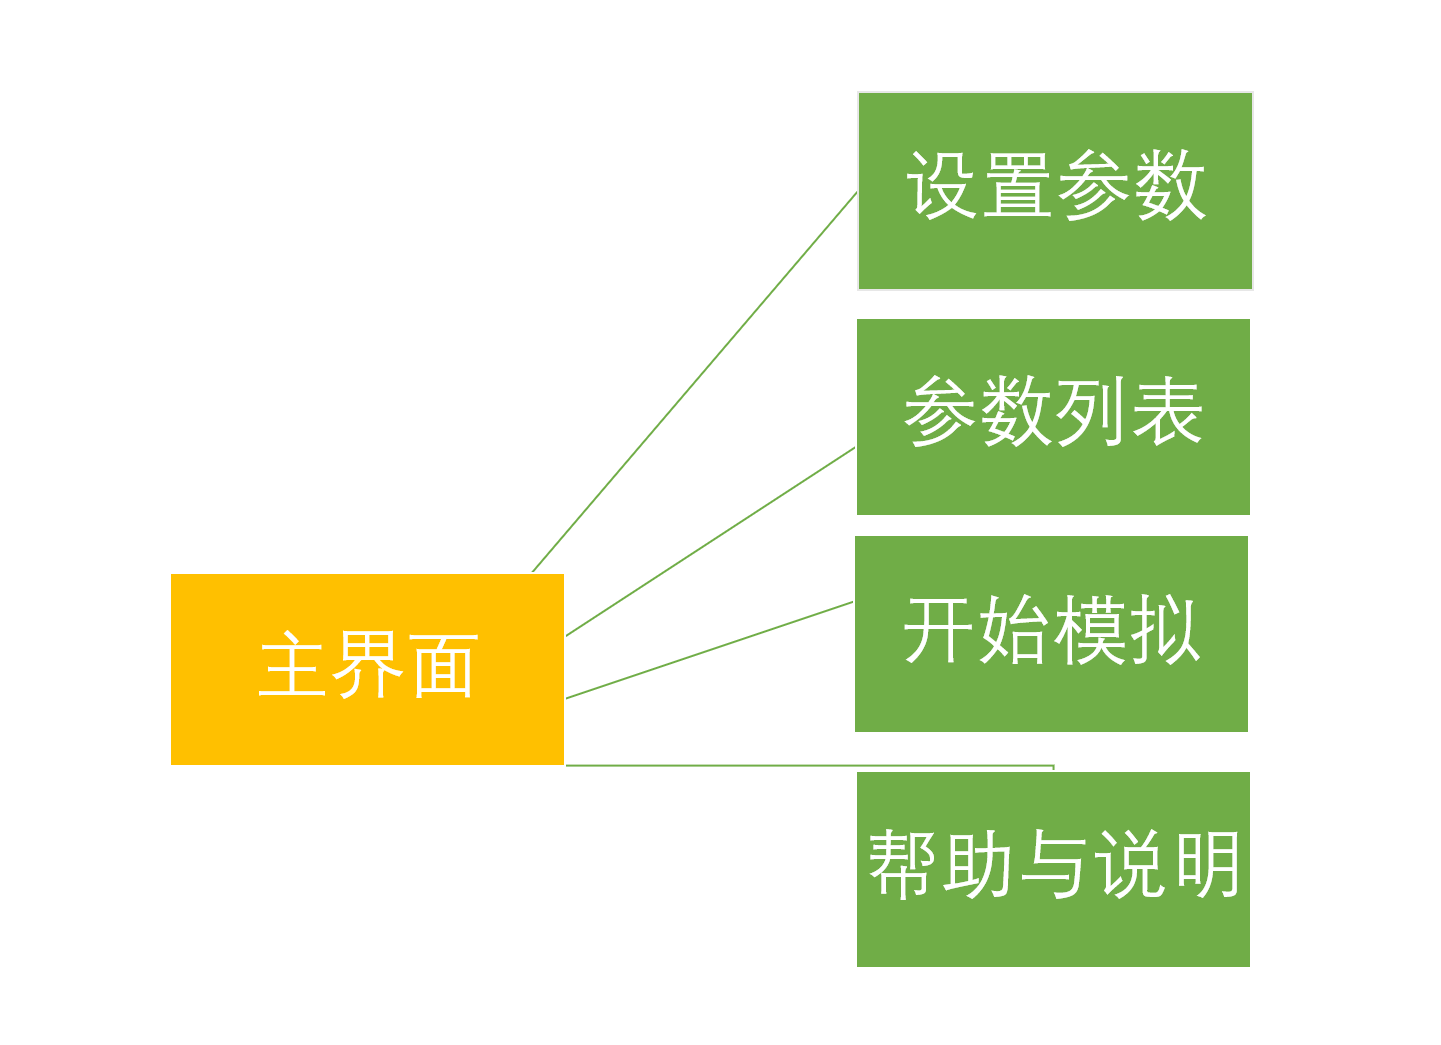 设置参数
参数列表
开始模拟
主界面
帮助与说明